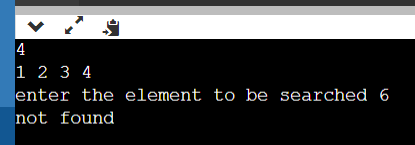 4
1 2 3 4
enter the element to be searched 6
not found